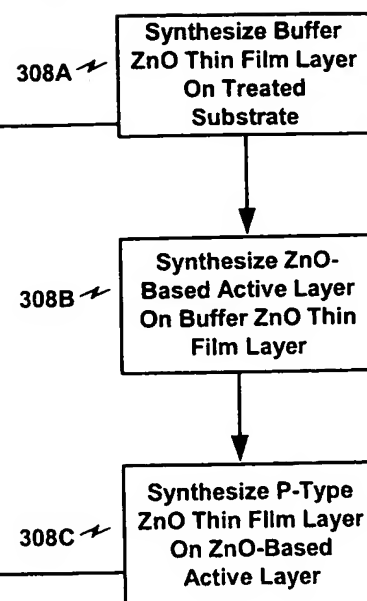 308A
Synthesize Buffer
ZnO Thin Film Layer
On Treated
Substrate
308B
Synthesize ZnO-
Based Active Layer
On Buffer ZnO Thin
Film Layer
308C
Synthesize P-Type
ZnO Thin Film Layer
On ZnO-Based
Active Layer